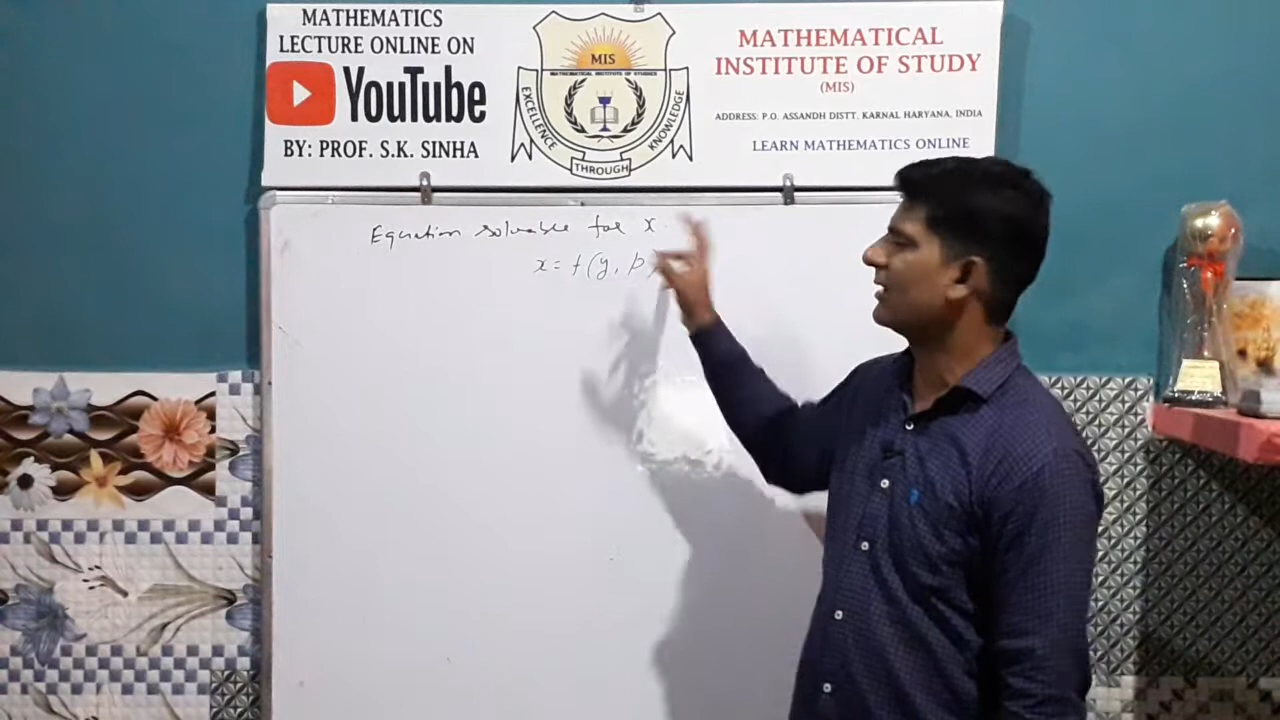 MATHEMATICS
LECTURE ONLINE ON
YouTube
BY: PROF. S.K. SINHA
MIS
MATHEMATICAL INSTITUTE OF STUDIES
EXCELLENCE
THROUGH
KNOWLEDGE
MATHEMATICAL
INSTITUTE OF STUDY
(MIS)
ADDRESS: P.O. ASSANDH DISTT. KARNAL HARYANA, INDIA
LEARN MATHEMATICS ONLINE
Equation solvable for x.
x = f(y, p)